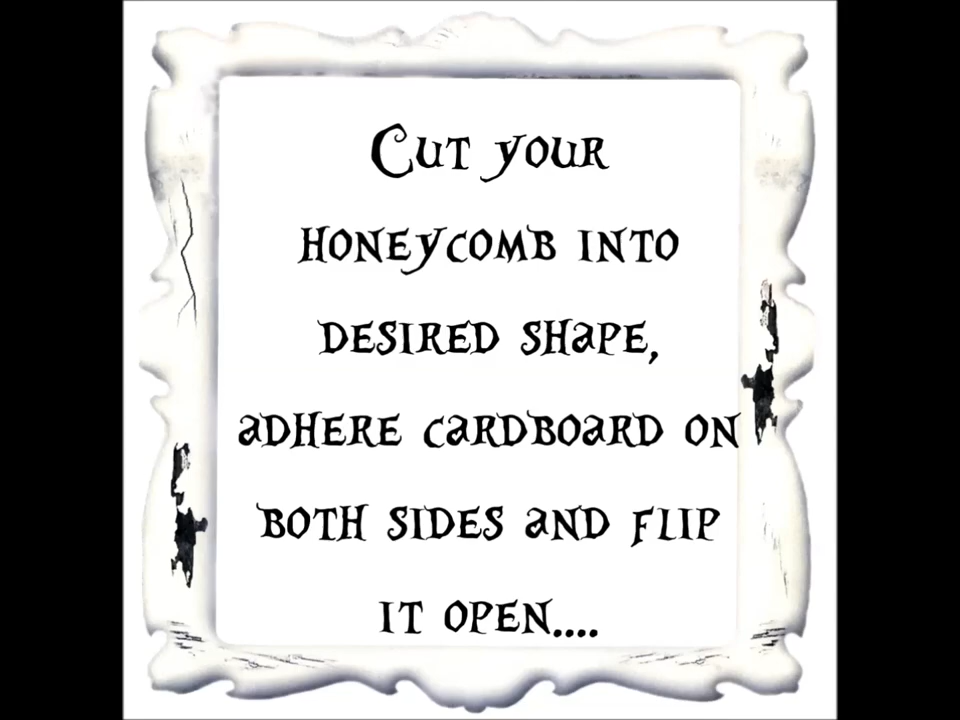 Cut your
honeycomb into
desired shape,
adhere cardboard on
both sides and flip
it open....